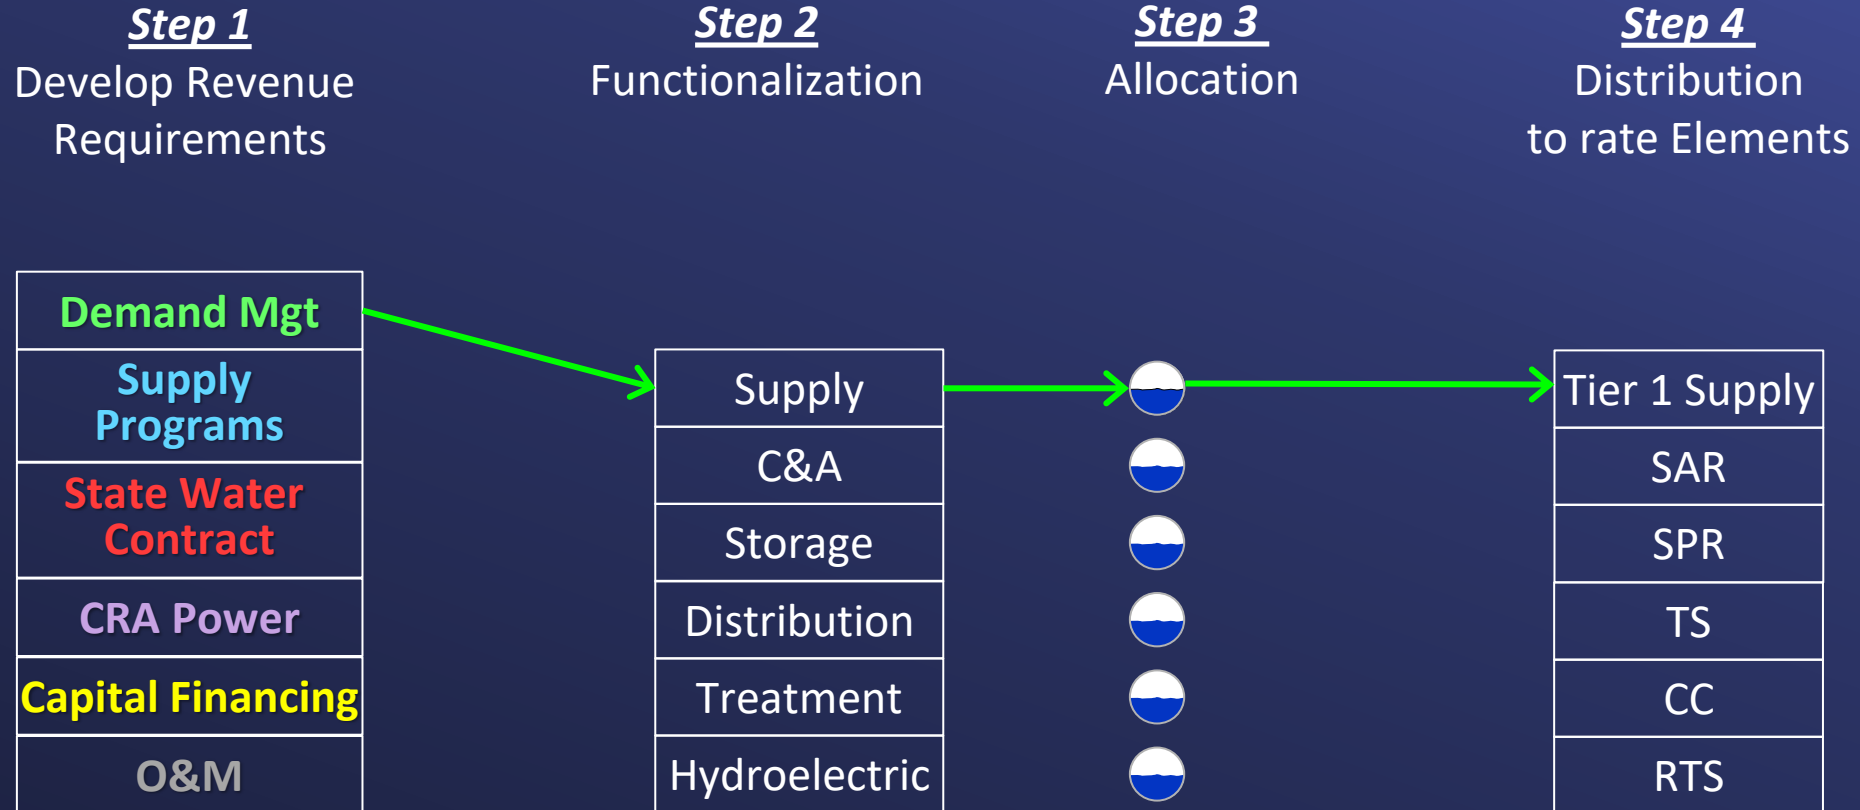 Step 1
Develop Revenue
Requirements
Step 2
Functionalization
Step 3
Allocation
Step 4
Distribution
to rate Elements
Demand Mgt
Supply
Programs
State Water
Contract
CRA Power
Capital Financing
O&M
Supply
C&A
Storage
Distribution
Treatment
Hydroelectric
Tier 1 Supply
SAR
SPR
TS
CC
RTS